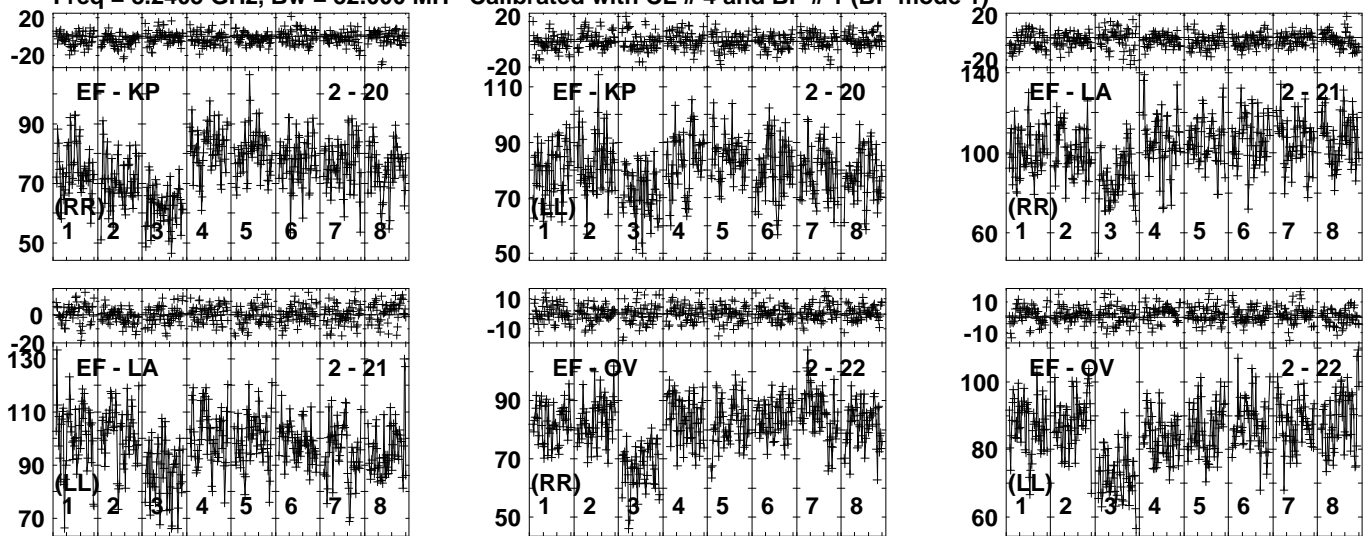 Calibrated with CL # 4 and BP # 1 (BP mode 1)
20
-20
EF - KP 2 - 20
90
70
50
(RR)
1 2 3 4 5 6 7 8
20
-20
EF - KP 2 - 20
110
90
70
50
(LL)
1 2 3 4 5 6 7 8
20
-20
EF - LA 2 - 21
140
100
60
(RR)
1 2 3 4 5 6 7 8
0
-20
EF - LA 2 - 21
130
110
90
70
(LL)
1 2 3 4 5 6 7 8
10
-10
EF - OV 2 - 22
90
70
50
(RR)
1 2 3 4 5 6 7 8
10
-10
EF - OV 2 - 22
100
80
60
(LL)
1 2 3 4 5 6 7 8